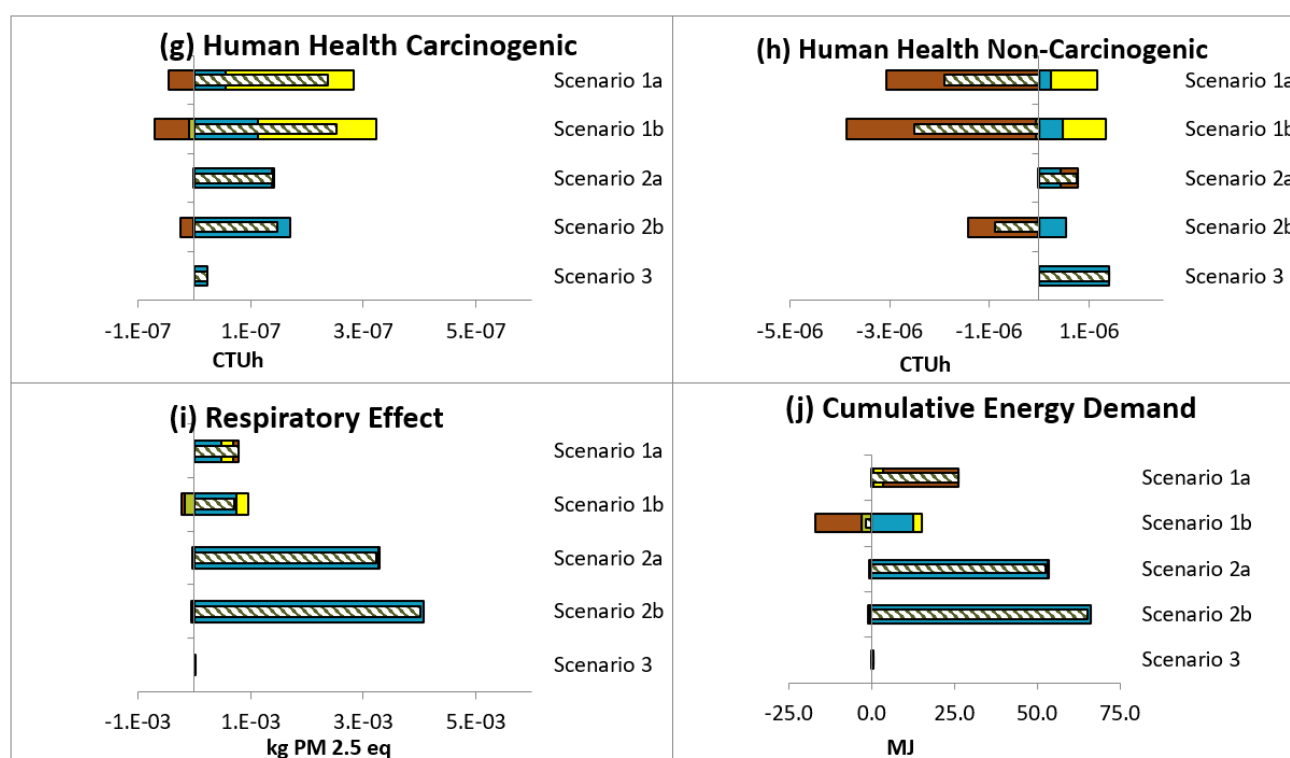 (g) Human Health Carcinogenic
Scenario 1a
Scenario 1b
Scenario 2a
Scenario 2b
Scenario 3
-1.E-07 1.E-07 3.E-07 5.E-07
CTUh
(h) Human Health Non-Carcinogenic
Scenario 1a
Scenario 1b
Scenario 2a
Scenario 2b
Scenario 3
-5.E-06 -3.E-06 -1.E-06 1.E-06
CTUh
(i) Respiratory Effect
Scenario 1a
Scenario 1b
Scenario 2a
Scenario 2b
Scenario 3
-1.E-03 1.E-03 3.E-03 5.E-03
kg PM 2.5 eq
(j) Cumulative Energy Demand
Scenario 1a
Scenario 1b
Scenario 2a
Scenario 2b
Scenario 3
-25.0 0.0 25.0 50.0 75.0
MJ